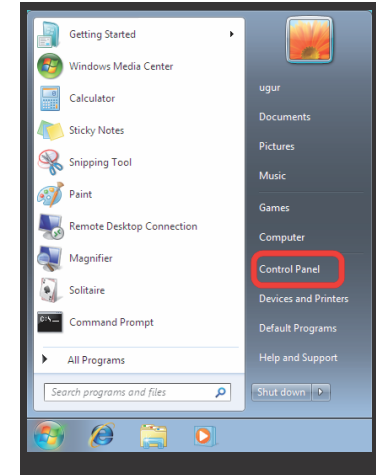 Getting Started
Windows Media Center
Calculator
Sticky Notes
Snipping Tool
Paint
Remote Desktop Connection
Magnifier
Solitaire
Command Prompt
All Programs
Search programs and files
ugur
Documents
Pictures
Music
Games
Computer
Control Panel
Devices and Printers
Default Programs
Help and Support
Shut down